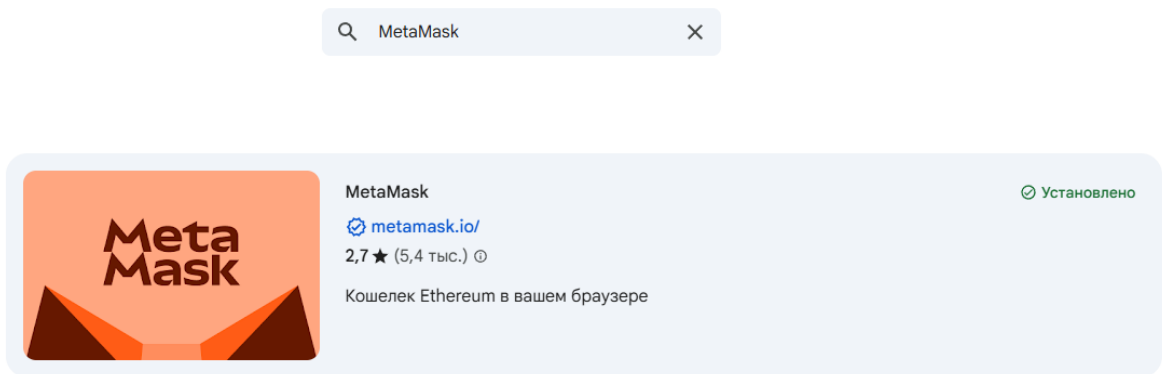 MetaMask
Meta
Mask
MetaMask
Установлено
metamask.io/
2,7 ★ (5,4 тыс.)
Кошелек Ethereum в вашем браузере